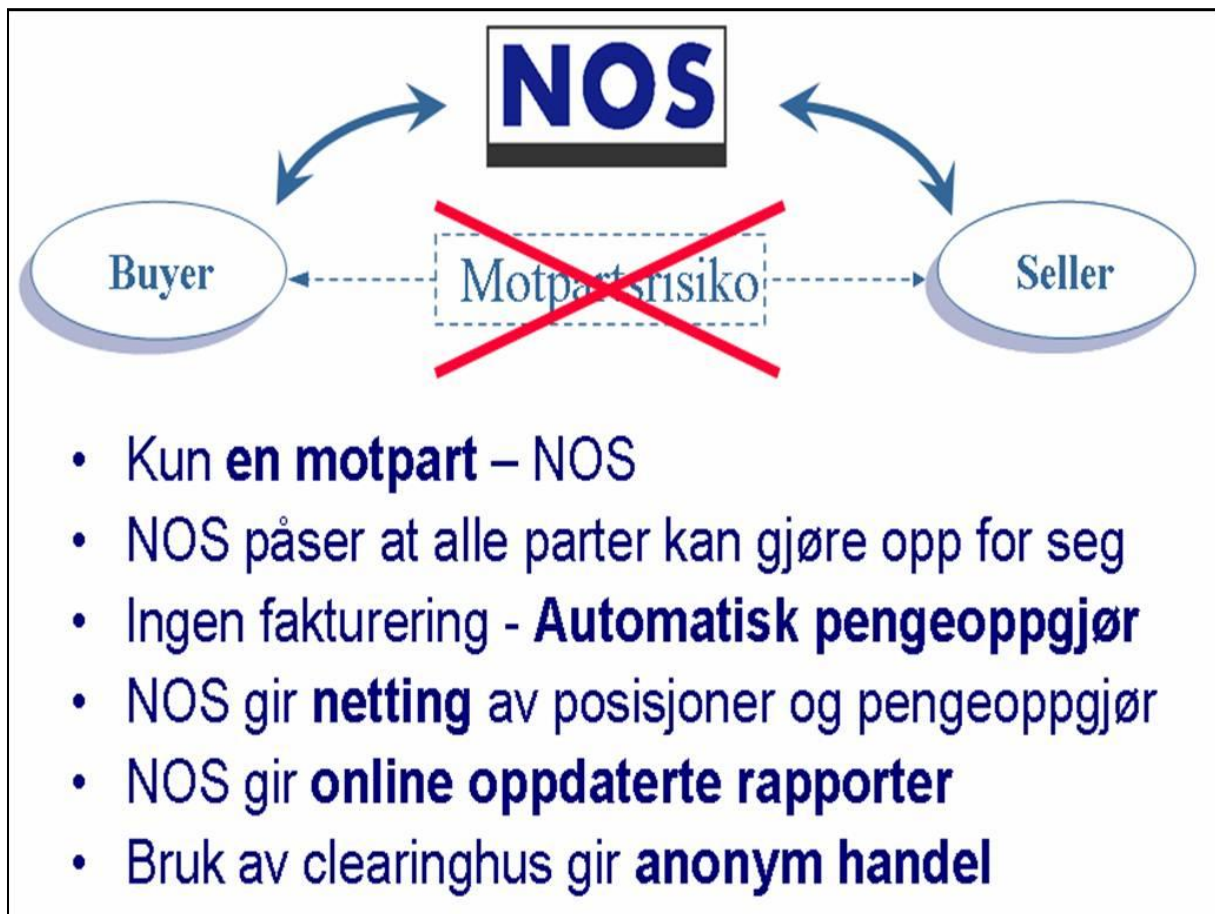 NOS
Buyer
Motpartsrisiko
Seller
• Kun en motpart – NOS
• NOS påser at alle parter kan gjøre opp for seg
• Ingen fakturering - Automatisk pengeoppgjør
• NOS gir netting av posisjoner og pengeoppgjør
• NOS gir online oppdaterte rapporter
• Bruk av clearinghus gir anonym handel